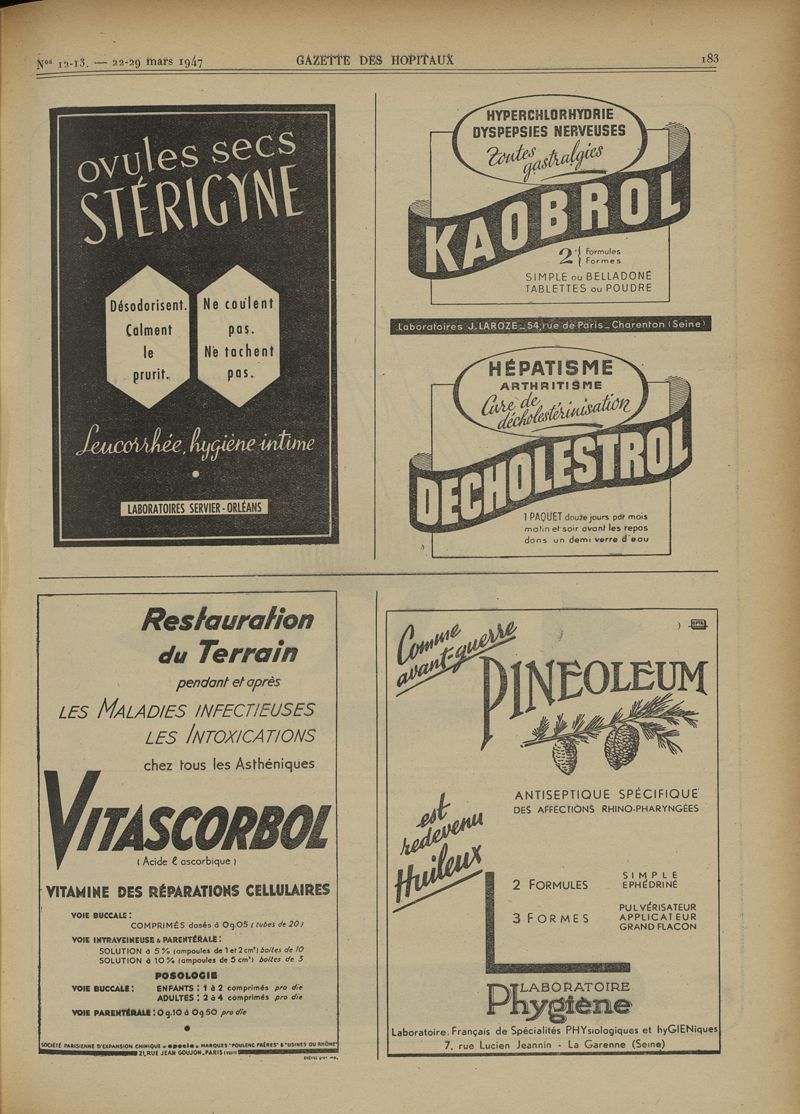 Nos 12-13. — 22-29 mars 1947
GAZETTE DES HOPITAUX
183
ovules secs
STÉRIGYNE
Désodorisent.
Calment
le
prurit.
Ne coulent
pas.
Ne tachent
pas.
Leucorrhée, hygiène intime
LABORATOIRES SERVIER - ORLÉANS
HYPERCHLORHYDRIE
DYSPEPSIES NERVEUSES
Toutes
gastralgies
KAOBROL
2 { Formules
Formes
SIMPLE ou BELLADONÉ
TABLETTES ou POUDRE
Laboratoires J. LAROZE _ 54, rue de Paris _ Charenton (Seine)
HÉPATISME
ARTHRITISME
Cure de
décholestérinisation
DECHOLESTROL
1 PAQUET douze jours par mois
matin et soir avant les repas
dans un demi verre d'eau
Restauration
du Terrain
pendant et après
LES MALADIES INFECTIEUSES
LES INTOXICATIONS
chez tous les Asthéniques
VITASCORBOL
(Acide l ascorbique)
VITAMINE DES RÉPARATIONS CELLULAIRES
VOIE BUCCALE :
COMPRIMÉS dosés à 0g.05 (tubes de 20)
VOIE INTRAVEINEUSE & PARENTÉRALE :
SOLUTION à 5 % (ampoules de 1 et 2 cm³) boites de 10
SOLUTION à 10 % (ampoules de 5 cm³) boites de 3
POSOLOGIE
VOIE BUCCALE : ENFANTS : 1 à 2 comprimés pro die
ADULTES : 2 à 4 comprimés pro die
VOIE PARENTÉRALE : 0g.10 à 0g.50 pro die
SOCIÉTÉ PARISIENNE D'EXPANSION CHIMIQUE - specia - MARQUES "POULENC FRÈRES" & "USINES DU RHÔNE"
21, RUE JEAN GOUJON, PARIS (VIIIe)
Comme
avant-guerre
PINEOLEUM
ANTISEPTIQUE SPÉCIFIQUE
DES AFFECTIONS RHINO-PHARYNGÉES
est
redevenu
Huileux
2 FORMULES
SIMPLE
EPHÉDRINÉ
3 FORMES
PULVÉRISATEUR
APPLICATEUR
GRAND FLACON
LABORATOIRE
Phygiène
Laboratoire Français de Spécialités PHYsiologiques et hyGIENiques
7, rue Lucien Jeannin - La Garenne (Seine)